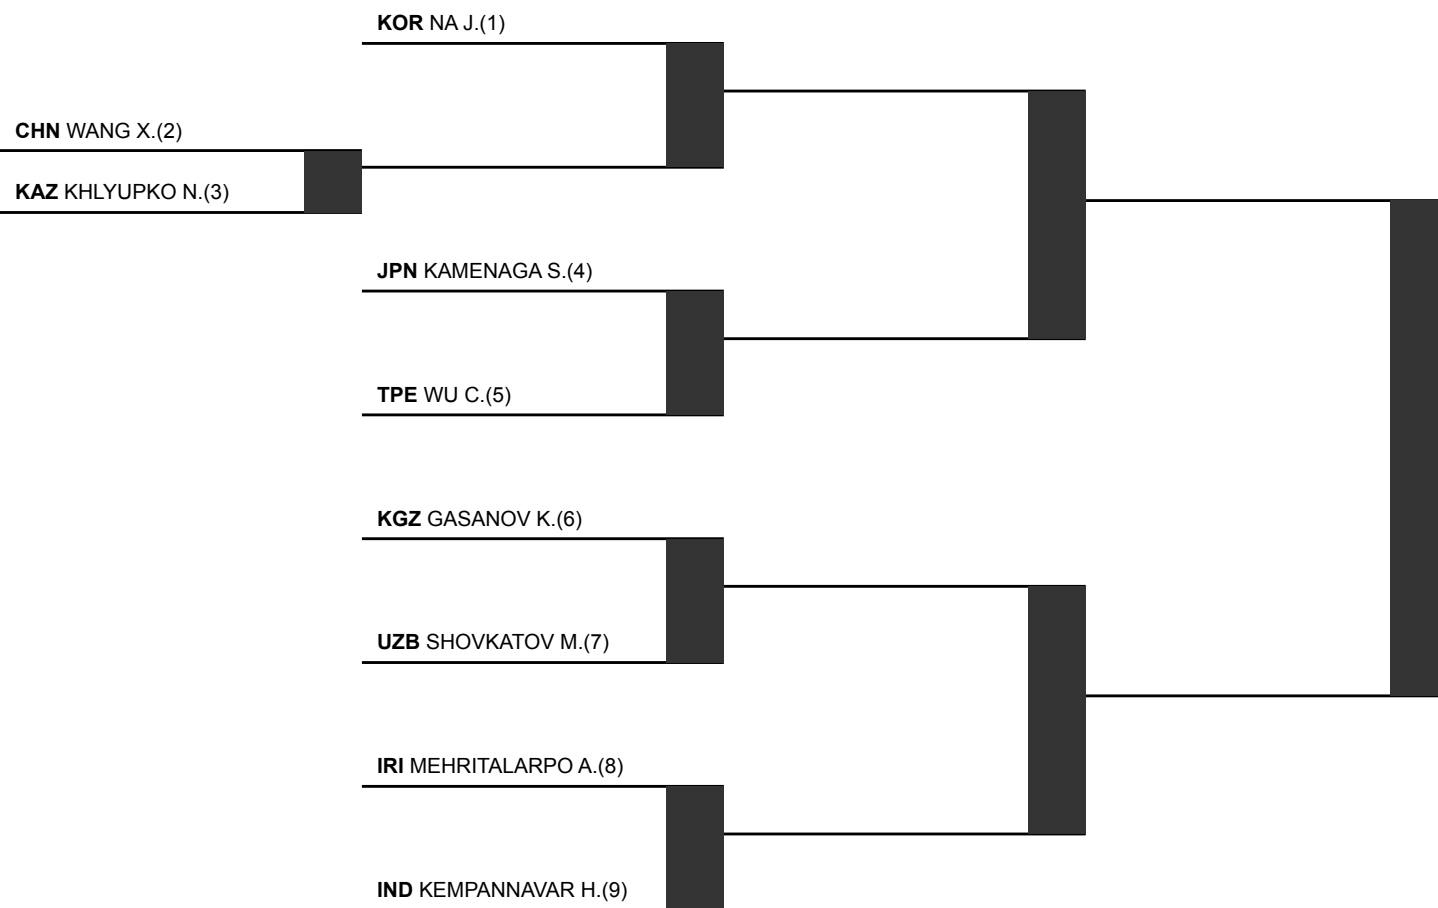 KOR NA J.(1)
CHN WANG X.(2)
KAZ KHLYUPKO N.(3)
JPN KAMENAGA S.(4)
TPE WU C.(5)
KGZ GASANOV K.(6)
UZB SHOVKATOV M.(7)
IRI MEHRITALARPO A.(8)
IND KEMPANNAVAR H.(9)